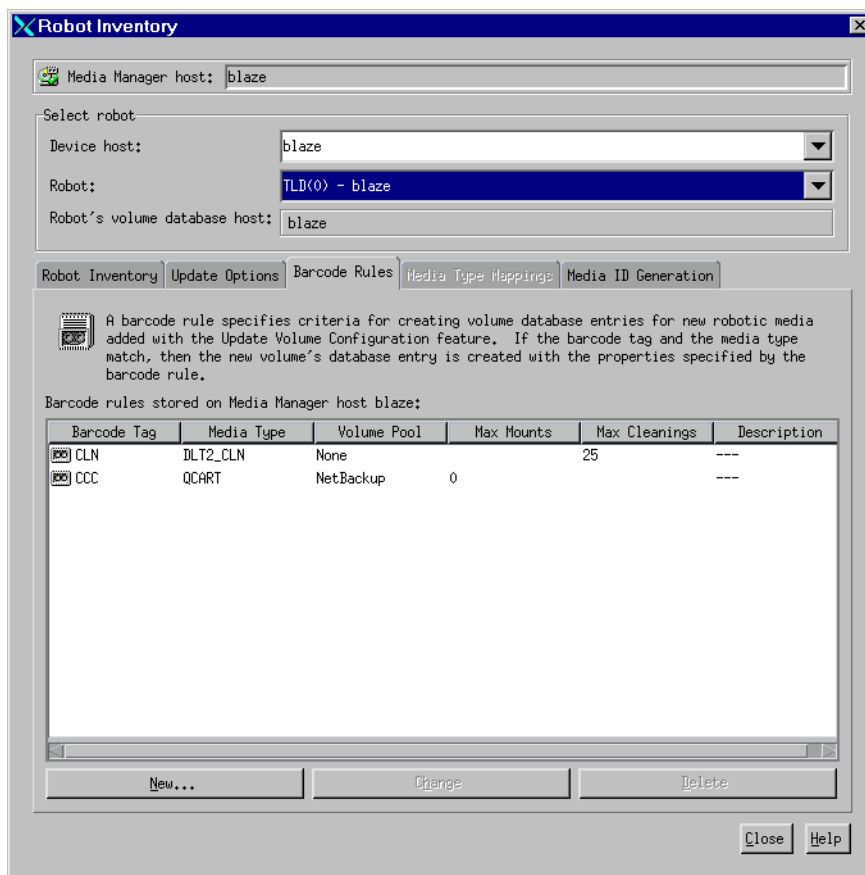 Robot Inventory
Media Manager host: blaze
Select robot
Device host: blaze
Robot: TLD(0) - blaze
Robot's volume database host: blaze
Robot Inventory Update Options Barcode Rules Media Type Mappings Media ID Generation
A barcode rule specifies criteria for creating volume database entries for new robotic media
added with the Update Volume Configuration feature. If the barcode tag and the media type
match, then the new volume's database entry is created with the properties specified by the
barcode rule.
Barcode rules stored on Media Manager host blaze:
Barcode Tag Media Type Volume Pool Max Mounts Max Cleanings Description
CLN DLT2_CLN None 25 ---
CCC QCART NetBackup 0 ---
New... Change Delete
Close Help